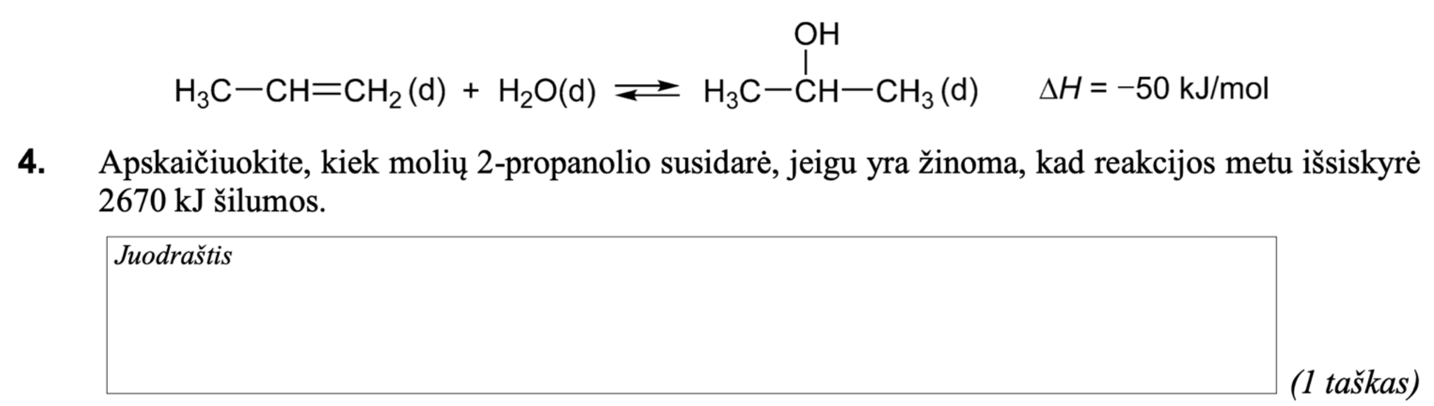 OH
H₃C—CH=CH₂ (d) + H₂O(d) ⇌ H₃C—CH—CH₃ (d) ΔH = −50 kJ/mol
4. Apskaičiuokite, kiek molių 2-propanolio susidarė, jeigu yra žinoma, kad reakcijos metu išsiskyrė
2670 kJ šilumos.
Juodraštis
(1 taškas)